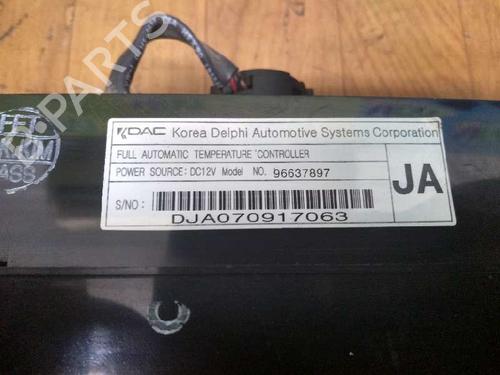 KDAC Korea Delphi Automotive Systems Corporation
FULL AUTOMATIC TEMPERATURE CONTROLLER
POWER SOURCE: DC12V Model NO. 96637897
JA
S/NO :
DJA070917063
PARTS